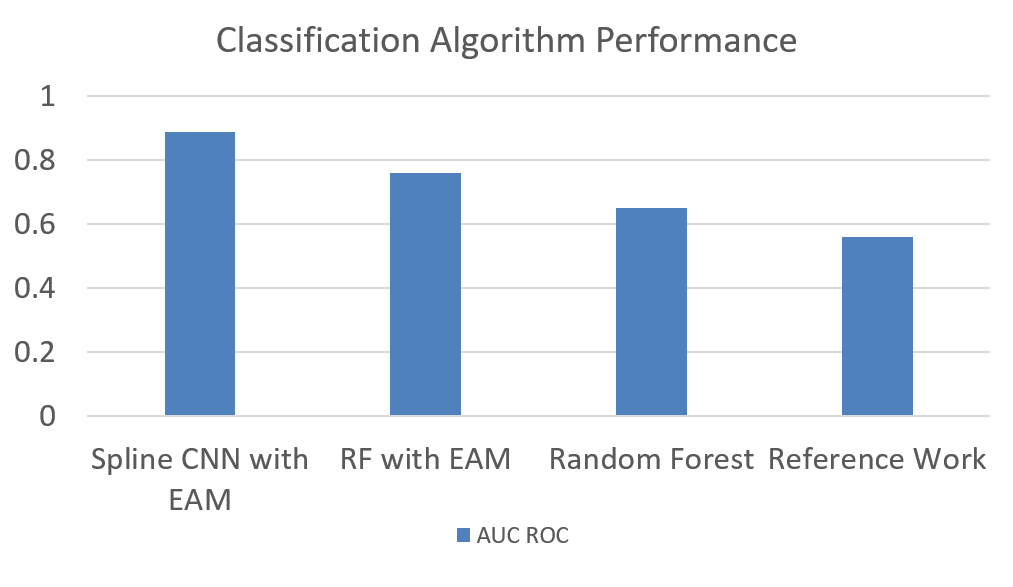 Classification Algorithm Performance
1
0.8
0.6
0.4
0.2
0
Spline CNN with
EAM
RF with EAM
Random Forest
Reference Work
AUC ROC